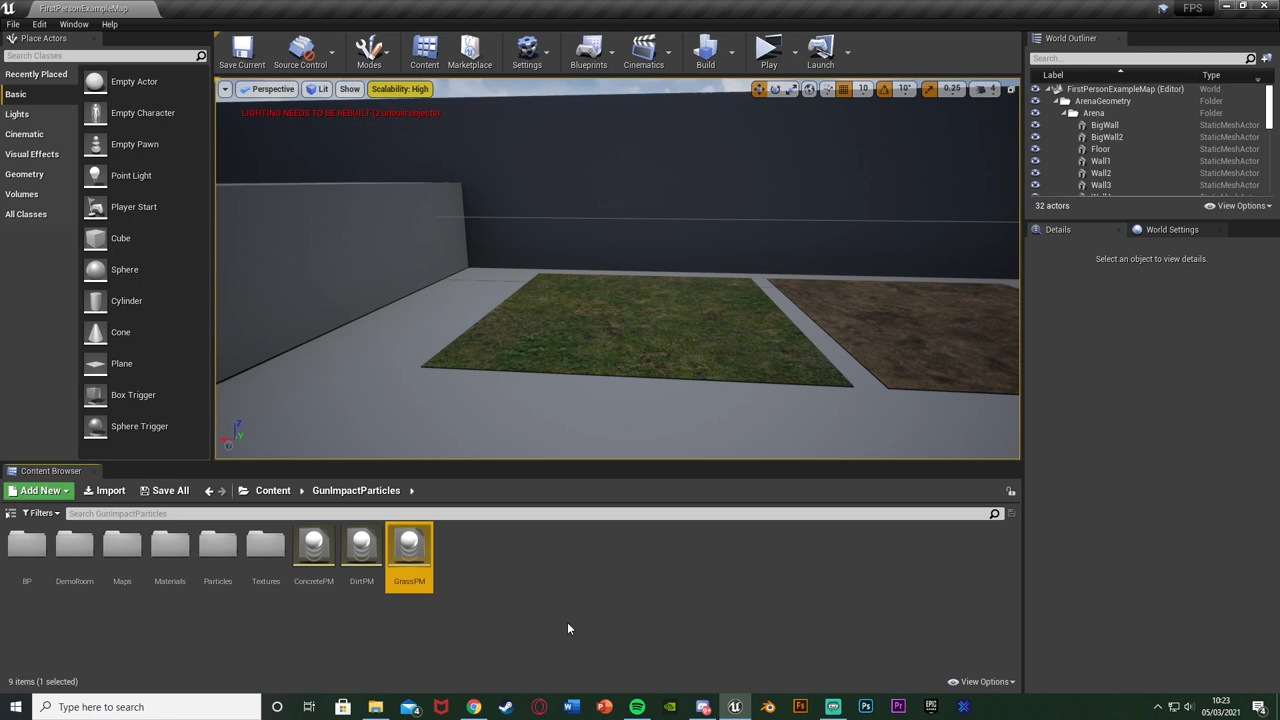 FirstPersonExampleMap
FPS
File Edit Window Help
Place Actors
Search Classes
Recently Placed
Basic
Lights
Cinematic
Visual Effects
Geometry
Volumes
All Classes
Empty Actor
Empty Character
Empty Pawn
Point Light
Player Start
Cube
Sphere
Cylinder
Cone
Plane
Box Trigger
Sphere Trigger
Save Current
Source Control
Modes
Content
Marketplace
Settings
Blueprints
Cinematics
Build
Play
Launch
Perspective
Lit
Show
Scalability: High
10
10°
0.25
4
LIGHTING NEEDS TO BE REBUILT (2 unbuilt objects)
X
Y
Z
World Outliner
Search...
Label Type
FirstPersonExampleMap (Editor) World
ArenaGeometry Folder
Arena Folder
BigWall StaticMeshActor
BigWall2 StaticMeshActor
Floor StaticMeshActor
Wall1 StaticMeshActor
Wall2 StaticMeshActor
Wall3 StaticMeshActor
32 actors
View Options
Details
World Settings
Select an object to view details.
Content Browser
Add New
Import
Save All
Content
GunImpactParticles
Filters
Search GunImpactParticles
BP
DemoRoom
Maps
Materials
Particles
Textures
ConcretePM
DirtPM
GrassPM
9 items (1 selected)
View Options
Type here to search
10:23
05/03/2021